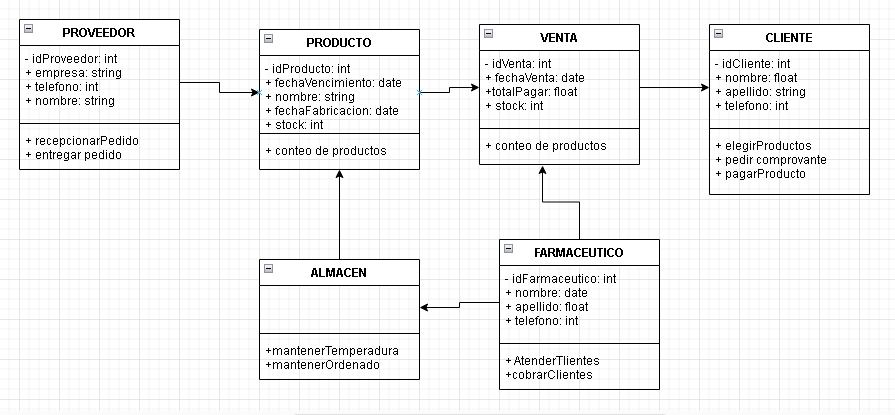 PROVEEDOR
- idProveedor: int
+ empresa: string
+ telefono: int
+ nombre: string
+ recepcionarPedido
+ entregar pedido
PRODUCTO
- idProducto: int
+ fechaVencimiento: date
+ nombre: string
+ fechaFabricacion: date
+ stock: int
+ conteo de productos
VENTA
- idVenta: int
+ fechaVenta: date
+totalPagar: float
+ stock: int
+ conteo de productos
CLIENTE
- idCliente: int
+ nombre: float
+ apellido: string
+ telefono: int
+ elegirProductos
+ pedir comprovante
+ pagarProducto
ALMACEN
+mantenerTemperadura
+mantenerOrdenado
FARMACEUTICO
- idFarmaceutico: int
+ nombre: date
+ apellido: float
+ telefono: int
+ AtenderTlientes
+cobrarClientes